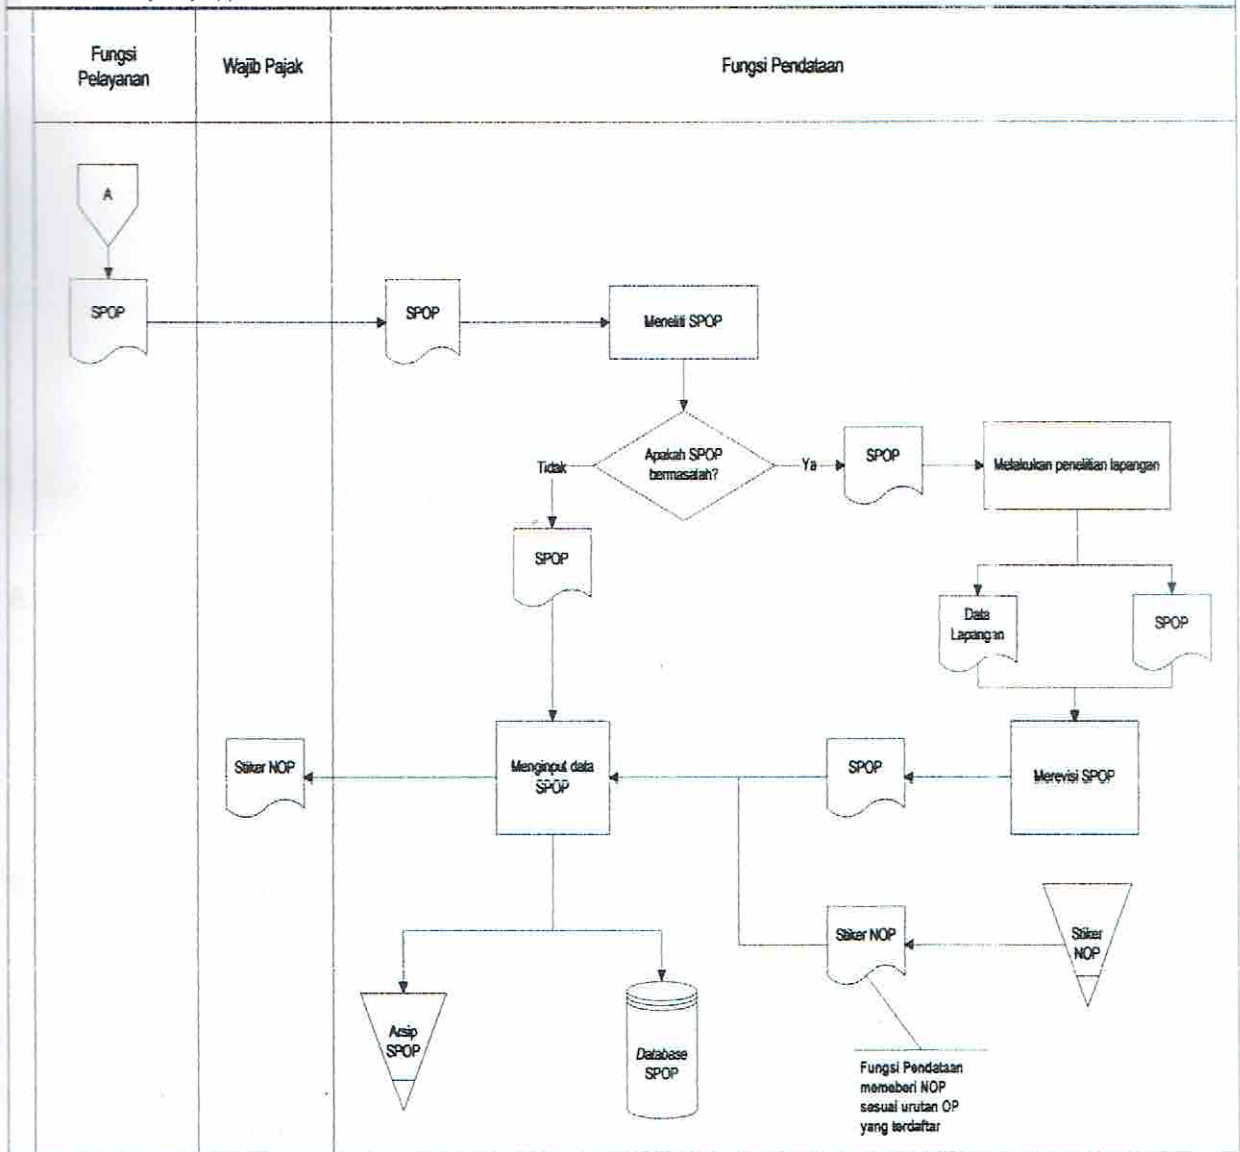 Fungsi
Pelayanan
Wajib Pajak
Fungsi Pendataan
A
SPOP
SPOP
Meneliti SPOP
Apakah SPOP
bermasalah?
Tidak
Ya
SPOP
Melakukan penelitian lapangan
SPOP
Data
Lapangan
SPOP
Stiker NOP
Menginput data
SPOP
SPOP
Merevisi SPOP
Stiker NOP
Stiker
NOP
Arsip
SPOP
Database
SPOP
Fungsi Pendataan
memeberi NOP
sesuai urutan OP
yang terdaftar